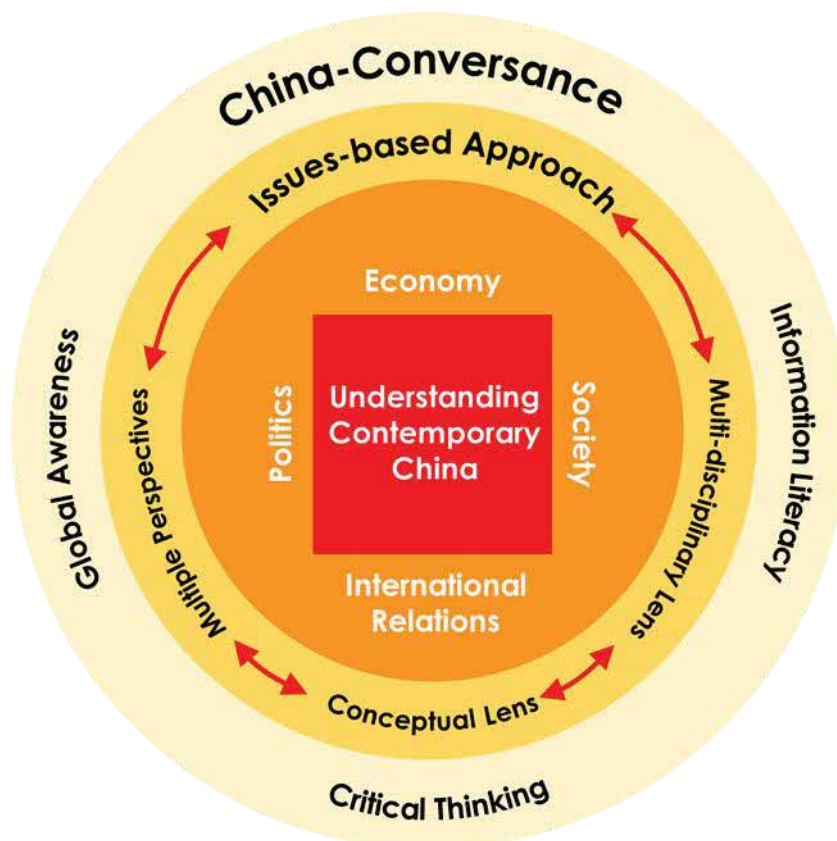 China-Conversance
Issues-based Approach
Economy
Politics
Understanding
Contemporary
China
Society
International
Relations
Global Awareness
Multiple Perspectives
Multi-disciplinary Lens
Information Literacy
Conceptual Lens
Critical Thinking